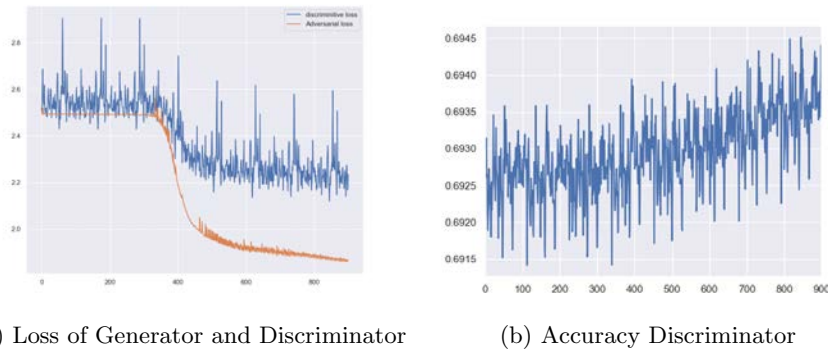 discriminitive loss
Adversarial loss
2.8
2.6
2.4
2.2
2.0
0 200 400 600 800
0.6945
0.6940
0.6935
0.6930
0.6925
0.6920
0.6915
0 100 200 300 400 500 600 700 800 900
) Loss of Generator and Discriminator
(b) Accuracy Discriminator